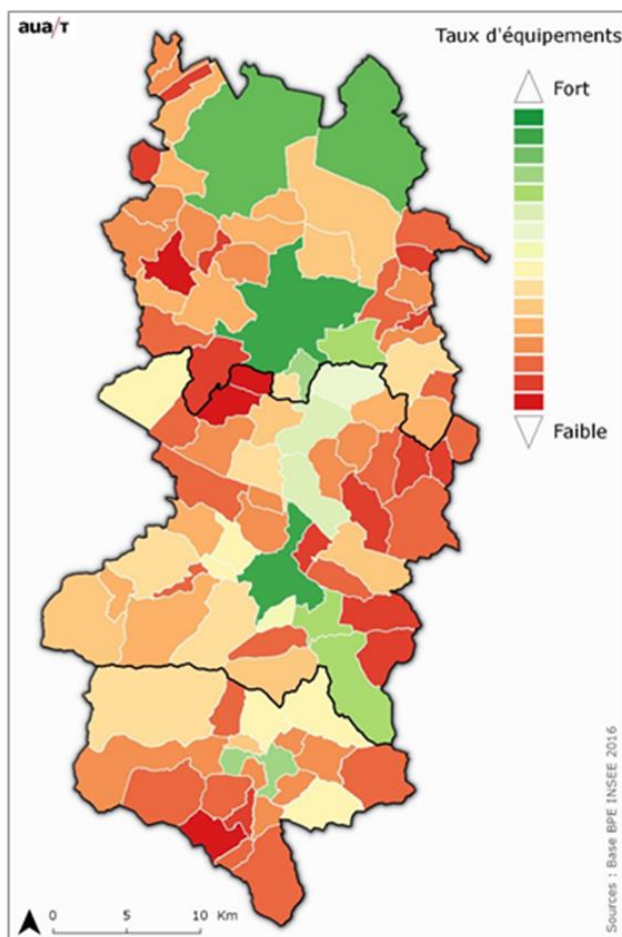 aua/T
Taux d'équipements
Fort
Faible
Sources : Base BPE INSEE 2016
0 5 10 Km